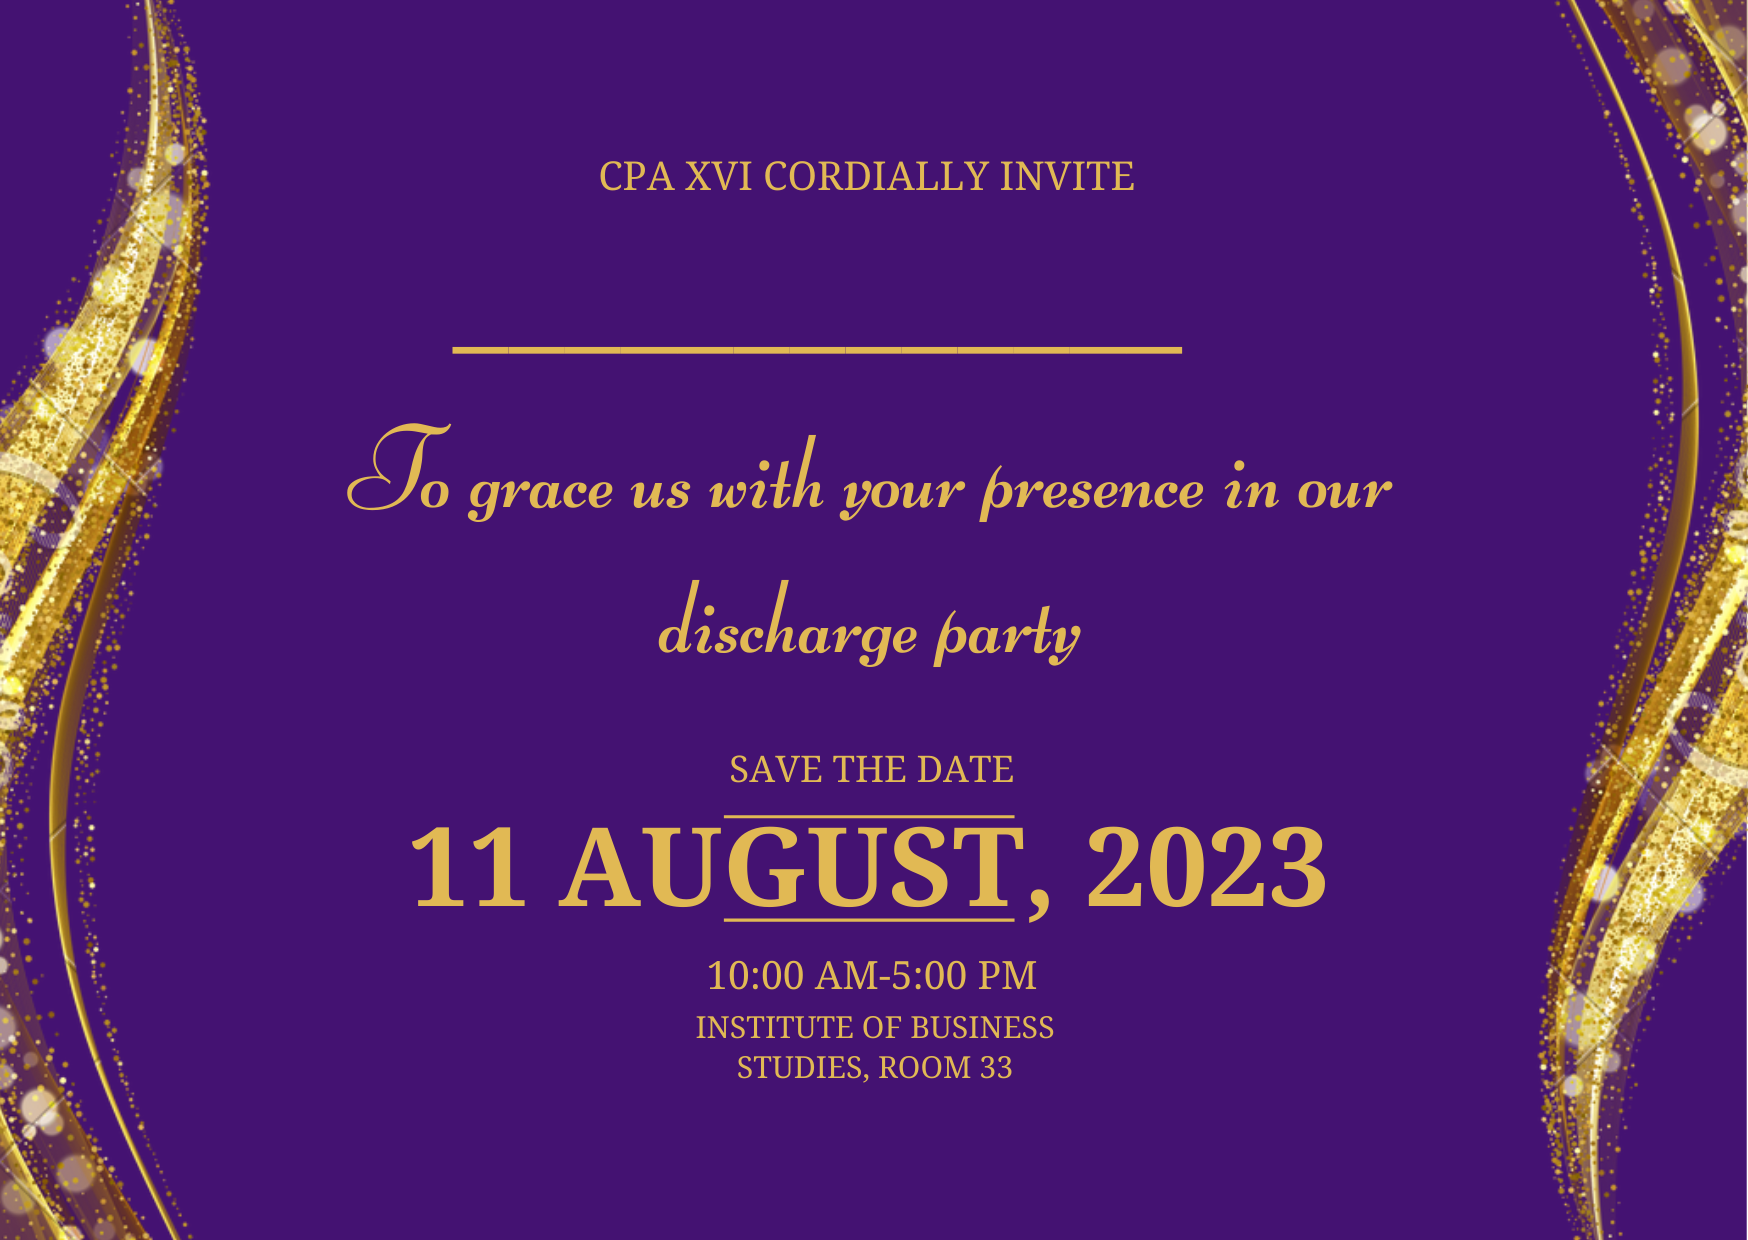 CPA XVI CORDIALLY INVITE
To grace us with your presence in our
discharge party
SAVE THE DATE
11 AUGUST, 2023
10:00 AM-5:00 PM
INSTITUTE OF BUSINESS
STUDIES, ROOM 33